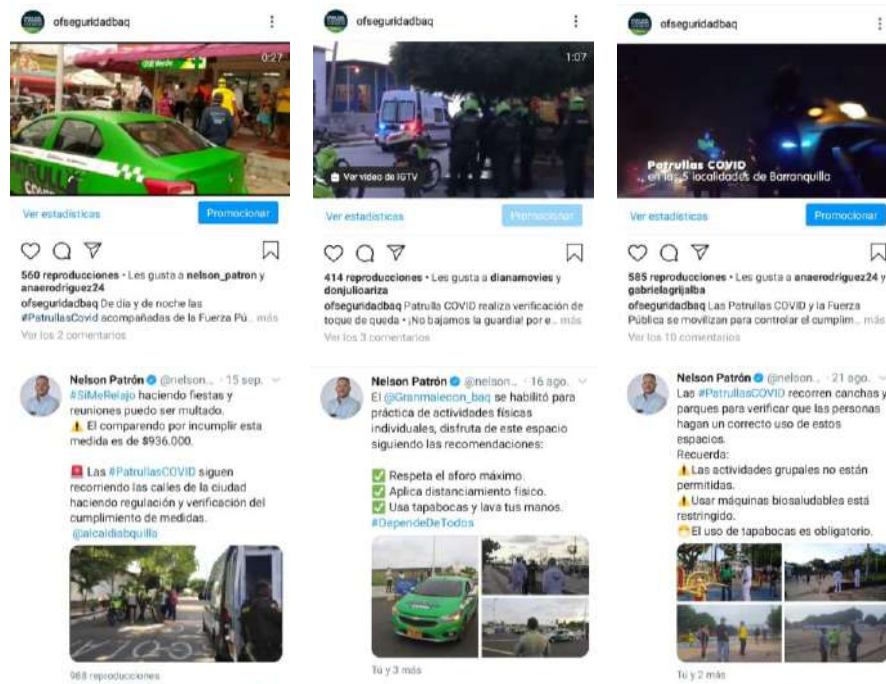 ofseguridadbaq
0:27
Ver estadísticas
Promocionar
560 reproducciones • Les gusta a nelson_patron y
anaerodriguez24
ofseguridadbaq De día y de noche las
#PatrullasCovid acompañadas de la Fuerza Pú... más
Ver los 2 comentarios
ofseguridadbaq
1:07
Ver video de IGTV
Ver estadísticas
Promocionar
414 reproducciones • Les gusta a dianamovies y
donjulioariza
ofseguridadbaq Patrulla COVID realiza verificación de
toque de queda • ¡No bajamos la guardia! por e... más
Ver los 3 comentarios
ofseguridadbaq
Patrullas COVID
en las 5 localidades de Barranquilla
Ver estadísticas
Promocionar
585 reproducciones • Les gusta a anaerodriguez24 y
gabrielagrijalba
ofseguridadbaq Las Patrullas COVID y la Fuerza
Pública se movilizan para controlar el cumplim... más
Ver los 10 comentarios
Nelson Patrón @nelson... · 15 sep.
#SiMeRelajo haciendo fiestas y
reuniones puedo ser multado.
⚠️ El comparendo por incumplir esta
medida es de $936.000.
🚨 Las #PatrullasCOVID siguen
recorriendo las calles de la ciudad
haciendo regulación y verificación del
cumplimiento de medidas.
@alcaldiabquilla
988 reproducciones
Nelson Patrón @nelson... · 16 ago.
El @Granmalecon_baq se habilitó para
práctica de actividades físicas
individuales, disfruta de este espacio
siguiendo las recomendaciones:
✅ Respeta el aforo máximo.
✅ Aplica distanciamiento físico.
✅ Usa tapabocas y lava tus manos.
#DependeDeTodos
Tú y 3 más
Nelson Patrón @nelson... · 21 ago.
Las #PatrullasCOVID recorren canchas y
parques para verificar que las personas
hagan un correcto uso de estos
espacios.
Recuerda:
⚠️ Las actividades grupales no están
permitidas.
⚠️ Usar máquinas biosaludables está
restringido.
😷 El uso de tapabocas es obligatorio.
Tú y 2 más